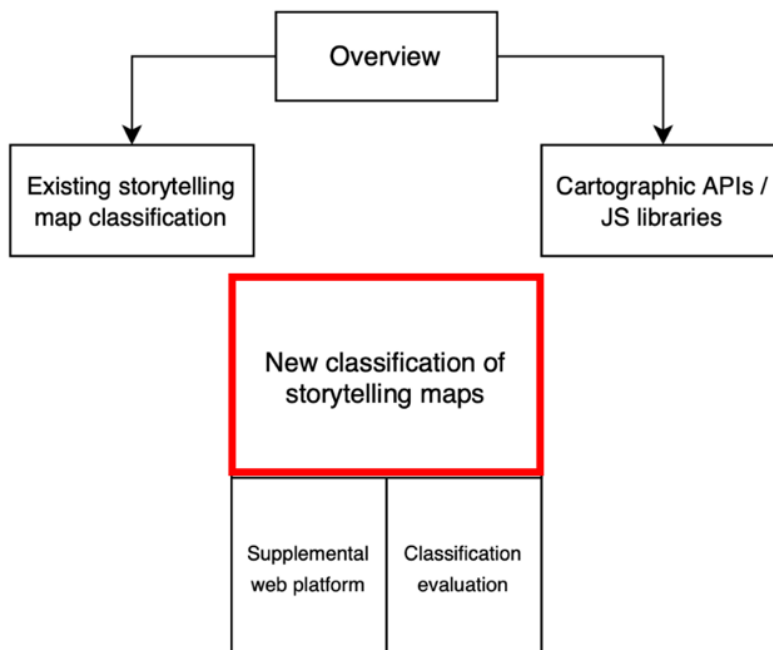 Overview
Existing storytelling
map classification
Cartographic APIs /
JS libraries
New classification of
storytelling maps
Supplemental
web platform
Classification
evaluation